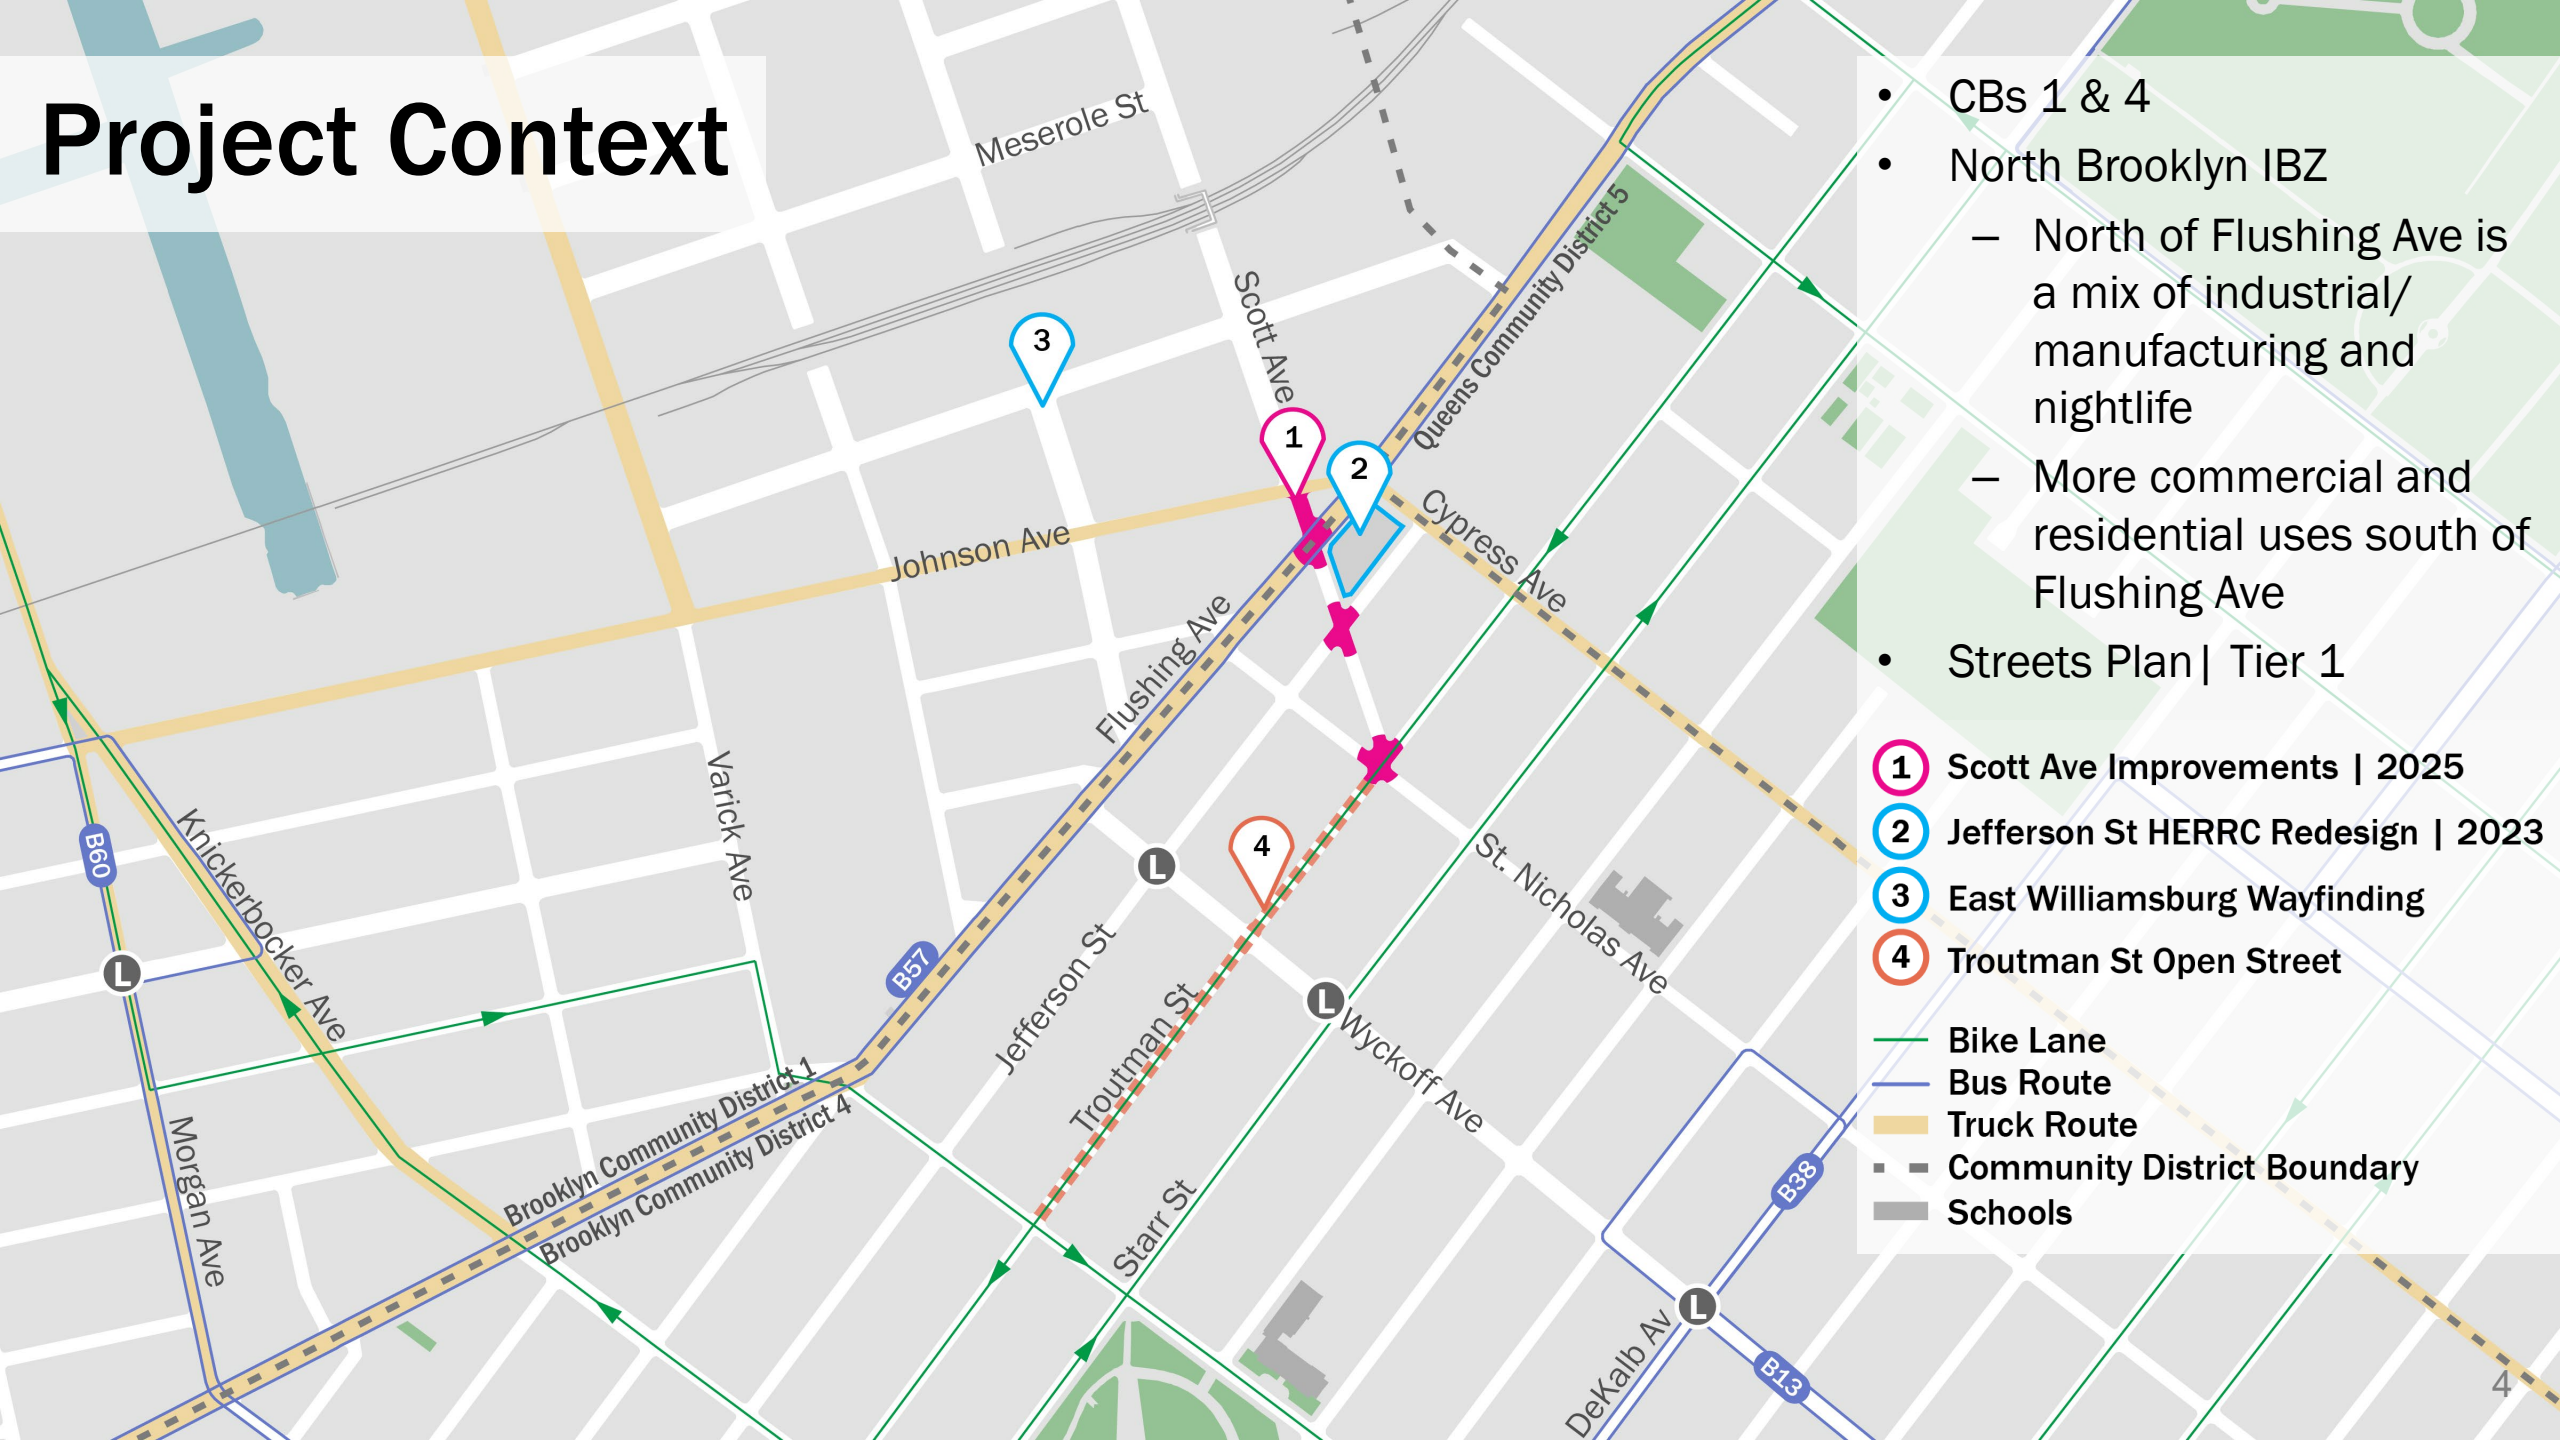 Project Context
• CBs 1 & 4
• North Brooklyn IBZ
– North of Flushing Ave is
a mix of industrial/
manufacturing and
nightlife
– More commercial and
residential uses south of
Flushing Ave
• Streets Plan| Tier 1
1 Scott Ave Improvements | 2025
2 Jefferson St HERRC Redesign | 2023
3 East Williamsburg Wayfinding
4 Troutman St Open Street
Bike Lane
Bus Route
Truck Route
Community District Boundary
Schools
Meserole St
Scott Ave
Queens Community District 5
3
1
2
Cypress Ave
Johnson Ave
Flushing Ave
Varick Ave
Knickerbocker Ave
B60
L
4
L
St. Nicholas Ave
B57
Jefferson St
Troutman St
L
Wyckoff Ave
Brooklyn Community District 1
Brooklyn Community District 4
Morgan Ave
Starr St
B38
L
DeKalb Av
B13
4